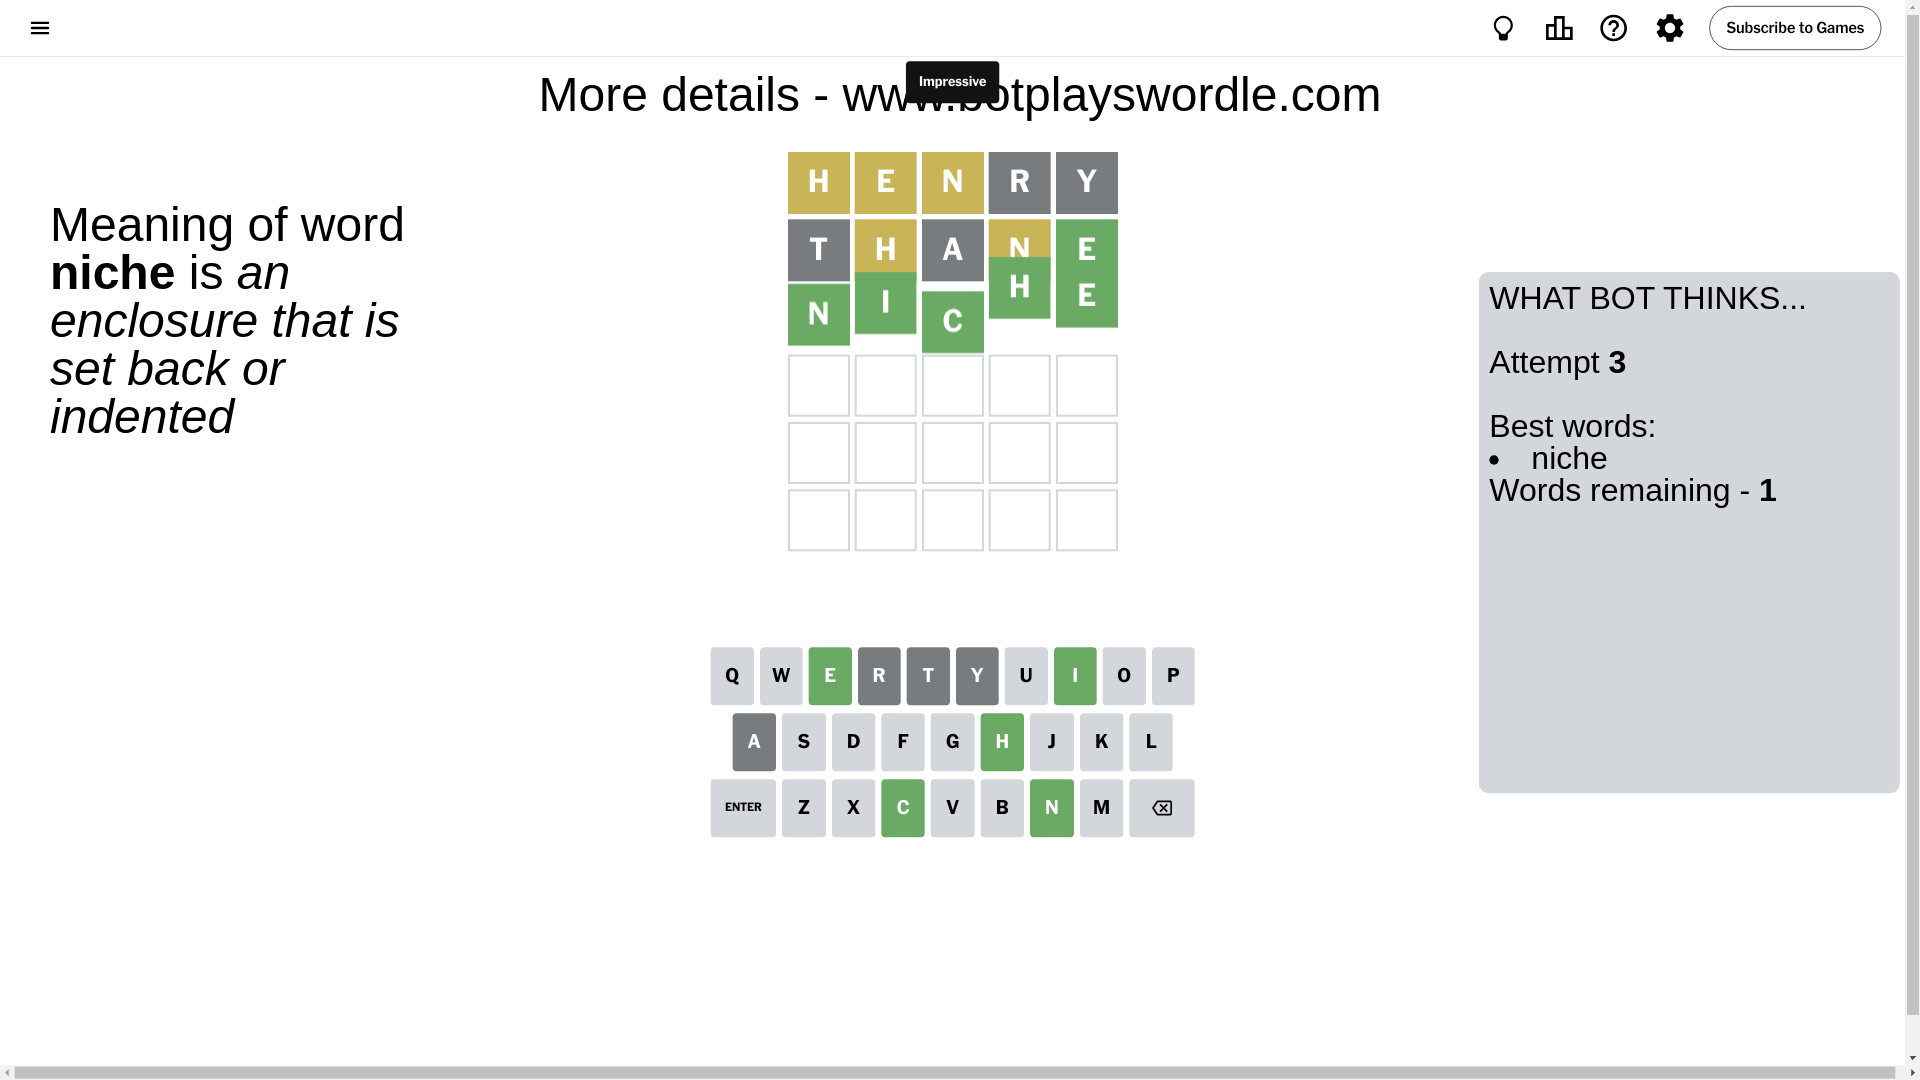 Subscribe to Games
Impressive
More details - www.botplayswordle.com
Meaning of word
niche is an
enclosure that is
set back or
indented
H E N R Y
T H A N E
N I C H E
WHAT BOT THINKS...
Attempt 3
Best words:
• niche
Words remaining - 1
Q W E R T Y U I O P
A S D F G H J K L
ENTER Z X C V B N M